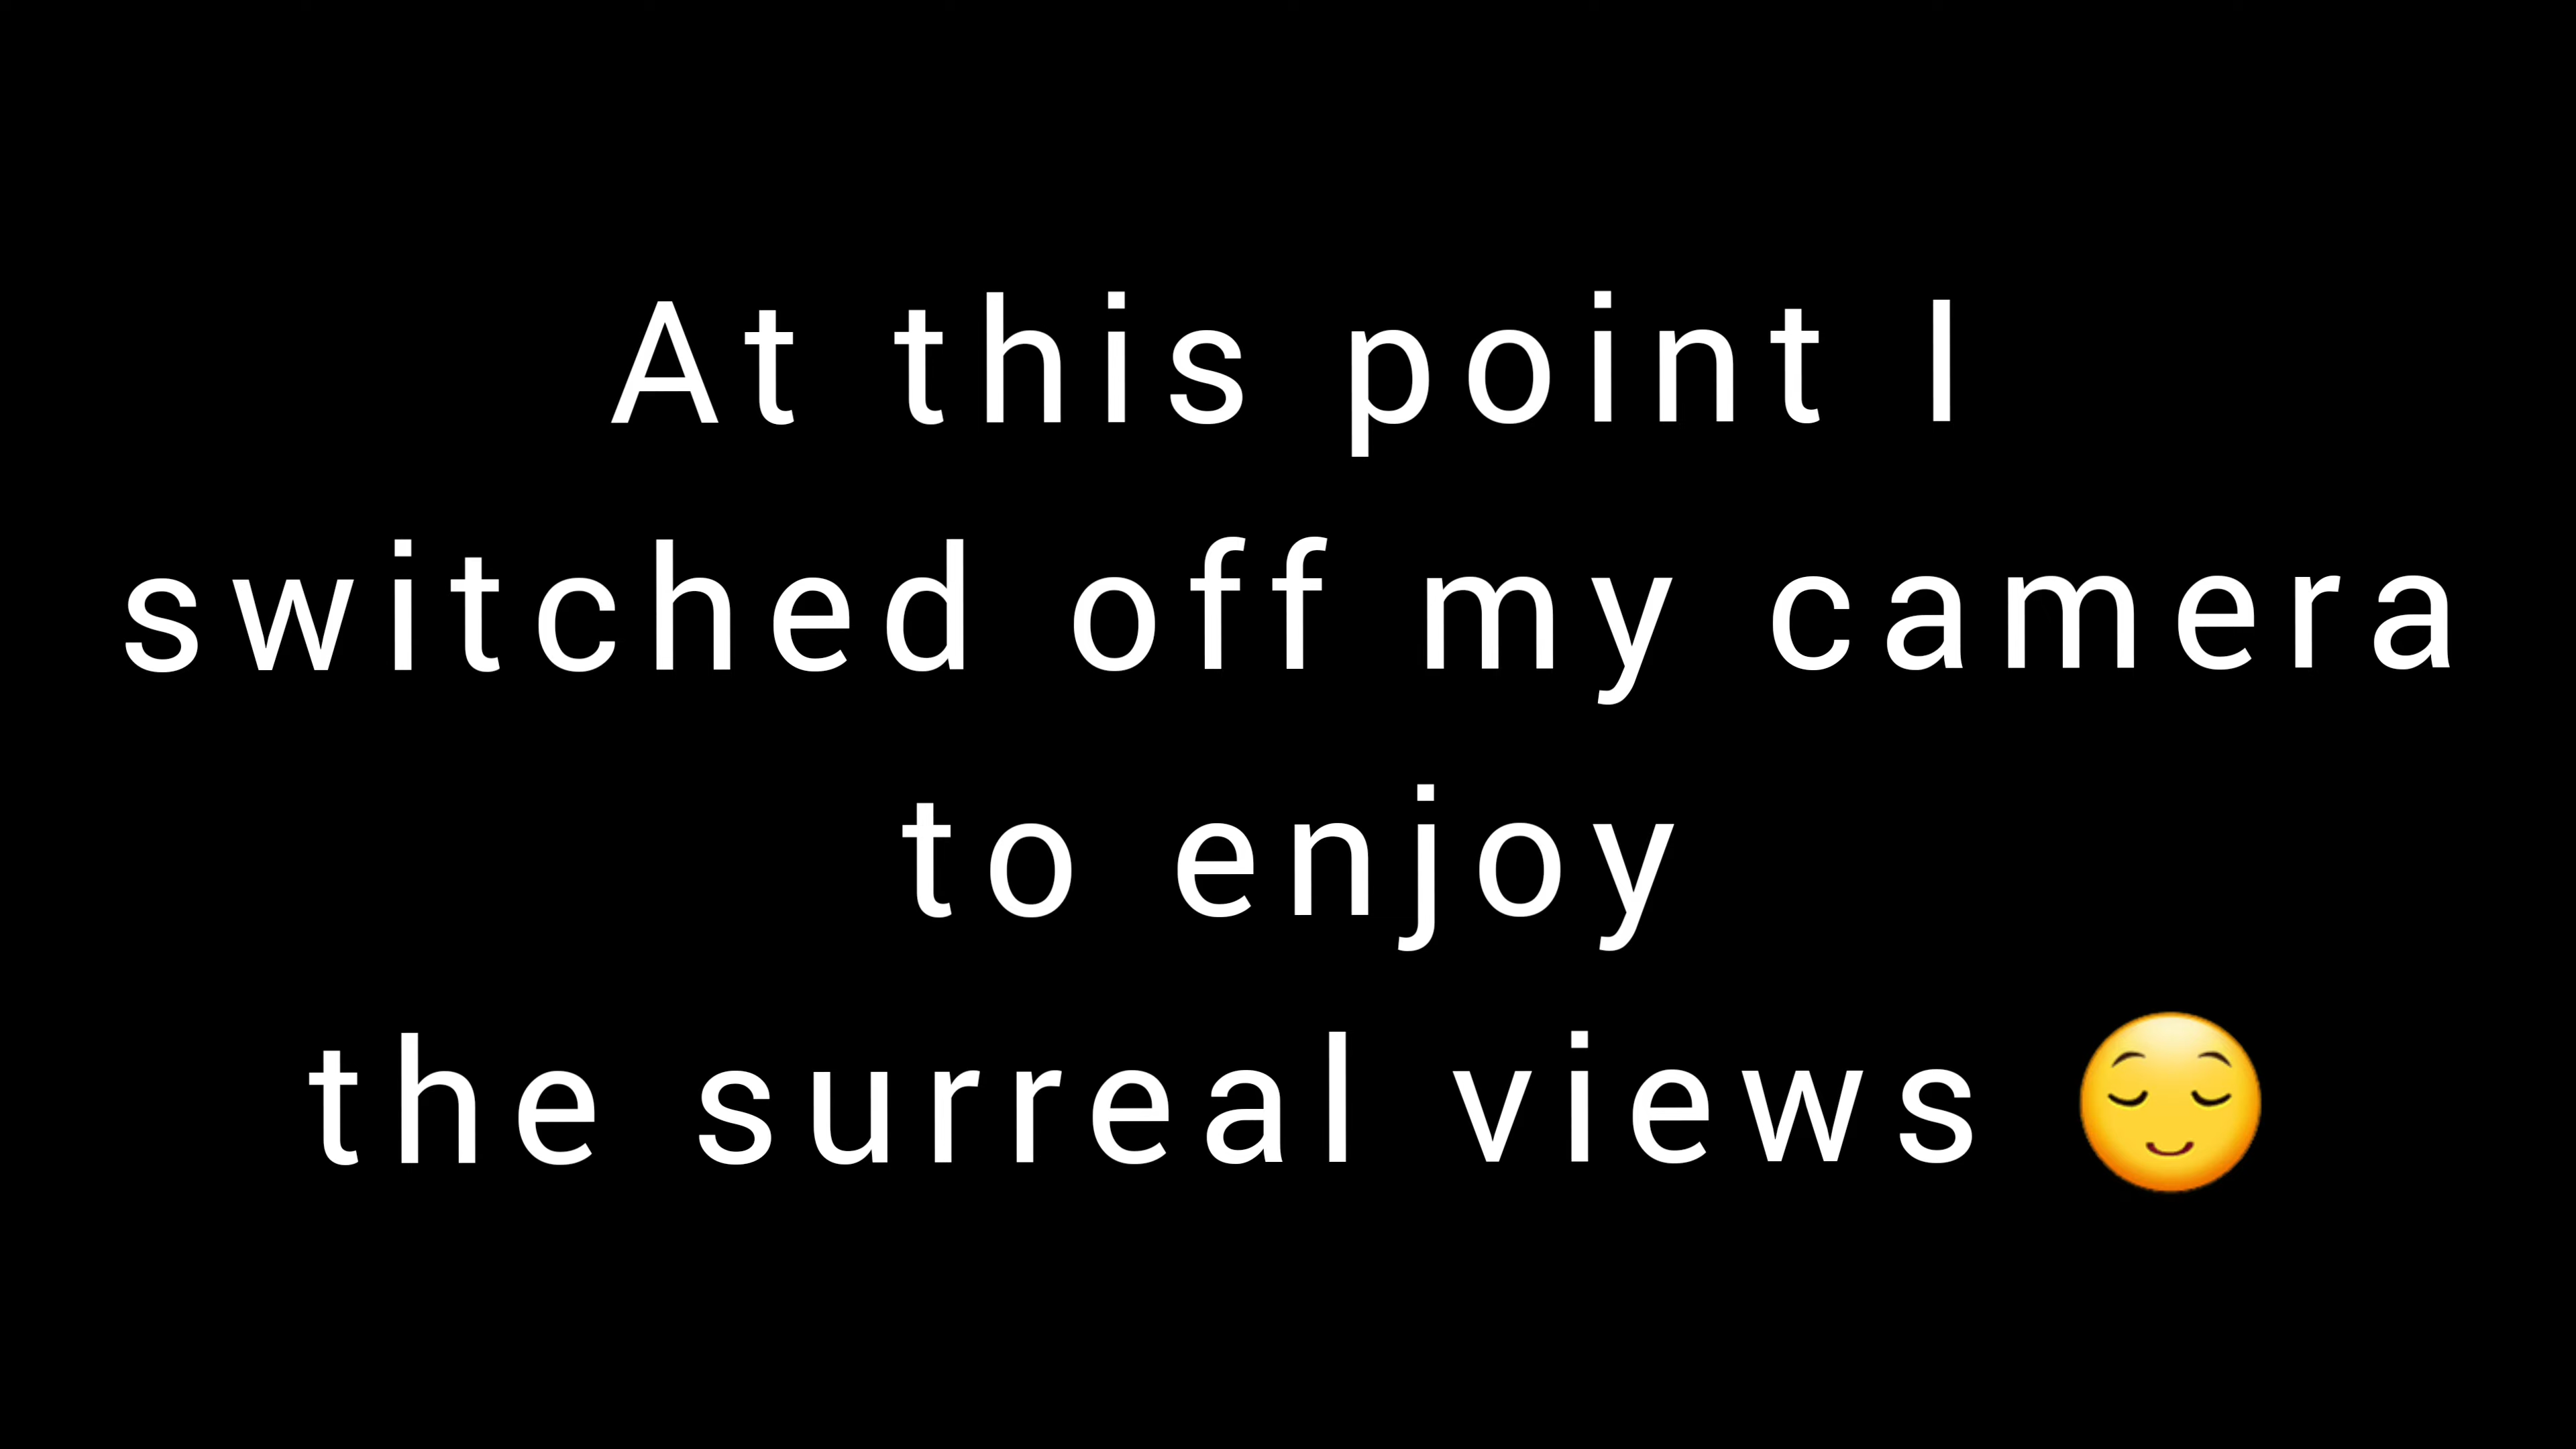 At this point I
switched off my camera
to enjoy
the surreal views 😌